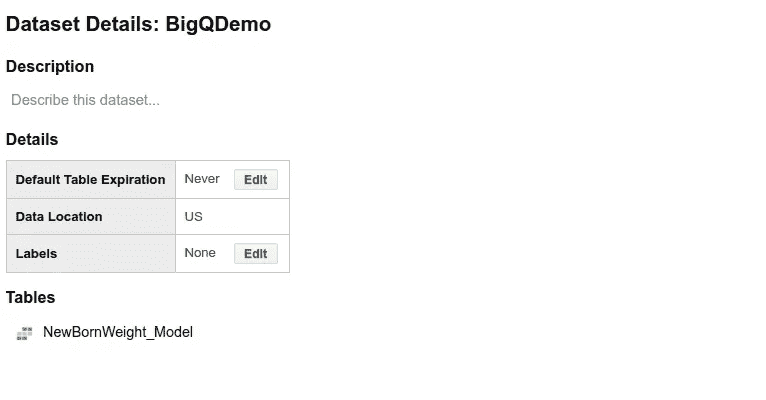 Dataset Details: BigQDemo
Description
Describe this dataset...
Details
Default Table Expiration Never Edit
Data Location US
Labels None Edit
Tables
NewBornWeight_Model